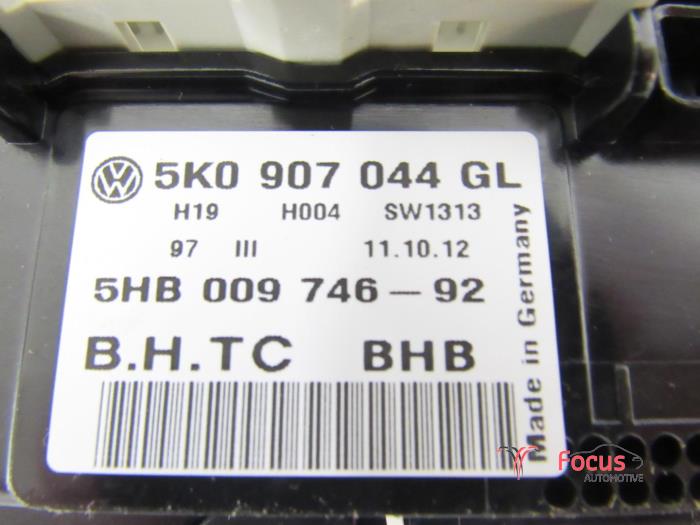 5K0 907 044 GL
H19 H004 SW1313
97 III 11.10.12
5HB 009 746-92
B.H.TC BHB
Made in Germany
Focus
AUTOMOTIVE